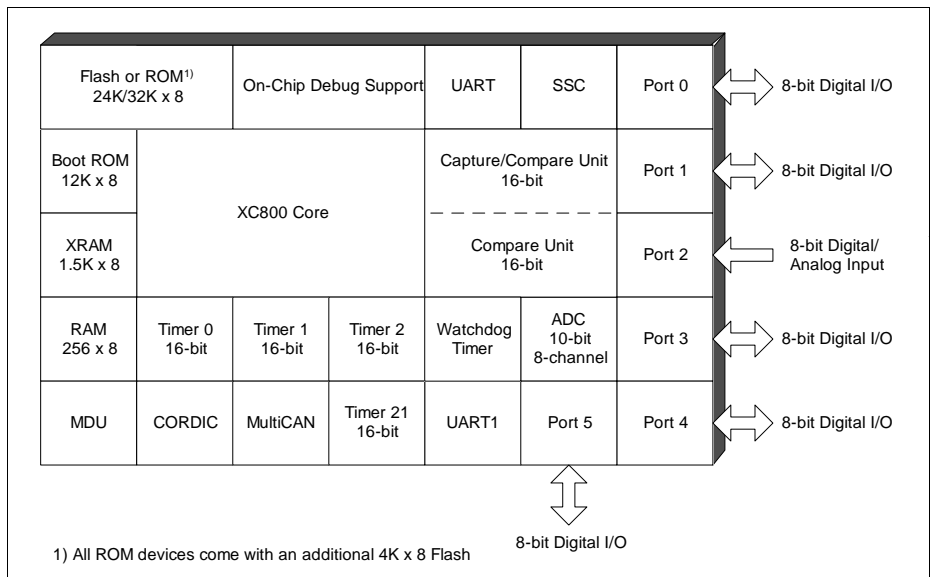 Flash or ROM1)
24K/32K x 8
On-Chip Debug Support
UART
SSC
Port 0
8-bit Digital I/O
Boot ROM
12K x 8
XC800 Core
Capture/Compare Unit
16-bit
Port 1
8-bit Digital I/O
XRAM
1.5K x 8
Compare Unit
16-bit
Port 2
8-bit Digital/
Analog Input
RAM
256 x 8
Timer 0
16-bit
Timer 1
16-bit
Timer 2
16-bit
Watchdog
Timer
ADC
10-bit
8-channel
Port 3
8-bit Digital I/O
MDU
CORDIC
MultiCAN
Timer 21
16-bit
UART1
Port 5
Port 4
8-bit Digital I/O
8-bit Digital I/O
1) All ROM devices come with an additional 4K x 8 Flash